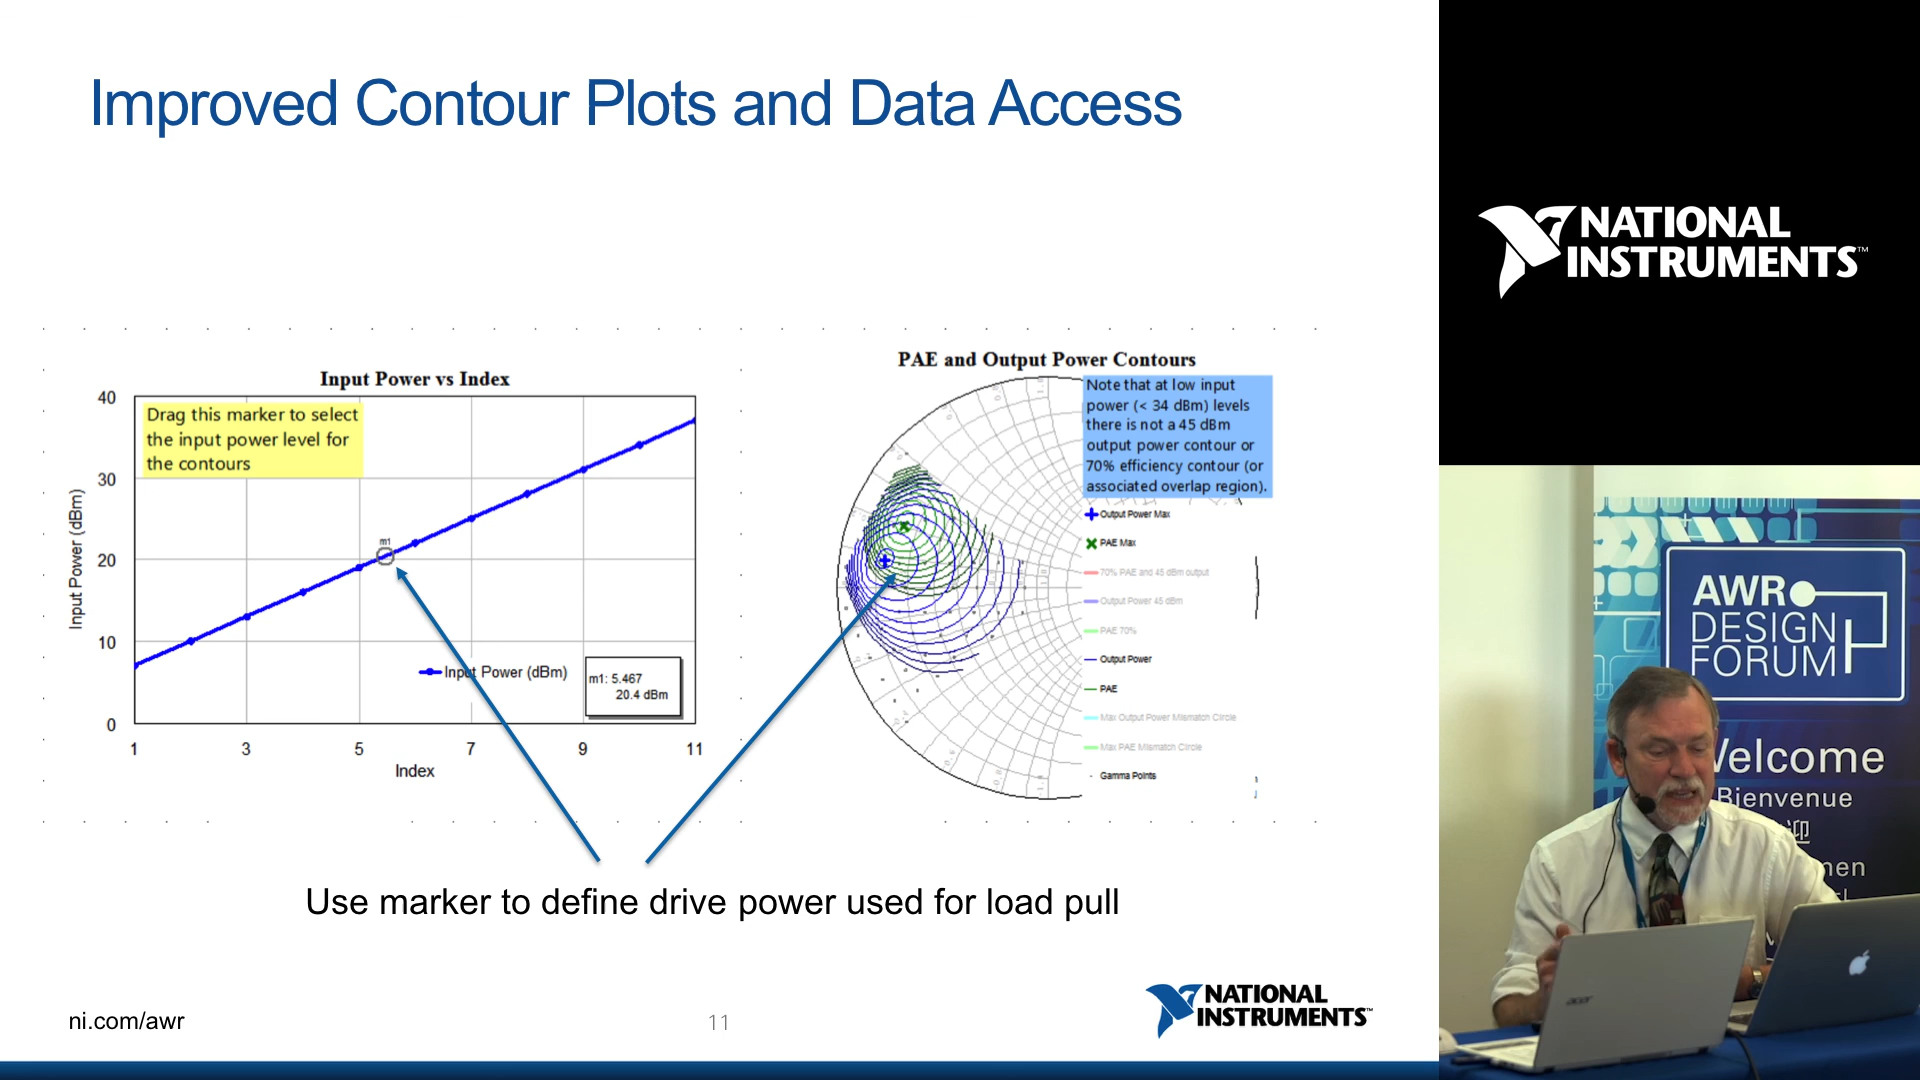 Improved Contour Plots and Data Access
Input Power vs Index
Drag this marker to select
the input power level for
the contours
Input Power (dBm)
40
30
20
10
0
m1
Input Power (dBm)
m1: 5.467
20.4 dBm
1
3
5
7
9
11
Index
PAE and Output Power Contours
Note that at low input
power (< 34 dBm) levels
there is not a 45 dBm
output power contour or
70% efficiency contour (or
associated overlap region).
Output Power Max
PAE Max
70% PAE and 45 dBm output
Output Power 45 dBm
PAE 70%
Output Power
PAE
Max Output Power Mismatch Circle
Max PAE Mismatch Circle
Gamma Points
Use marker to define drive power used for load pull
ni.com/awr
11
NATIONAL
INSTRUMENTS™
NATIONAL
INSTRUMENTS™
AWR
DESIGN
FORUM
Welcome
Bienvenue
迎
men
acer